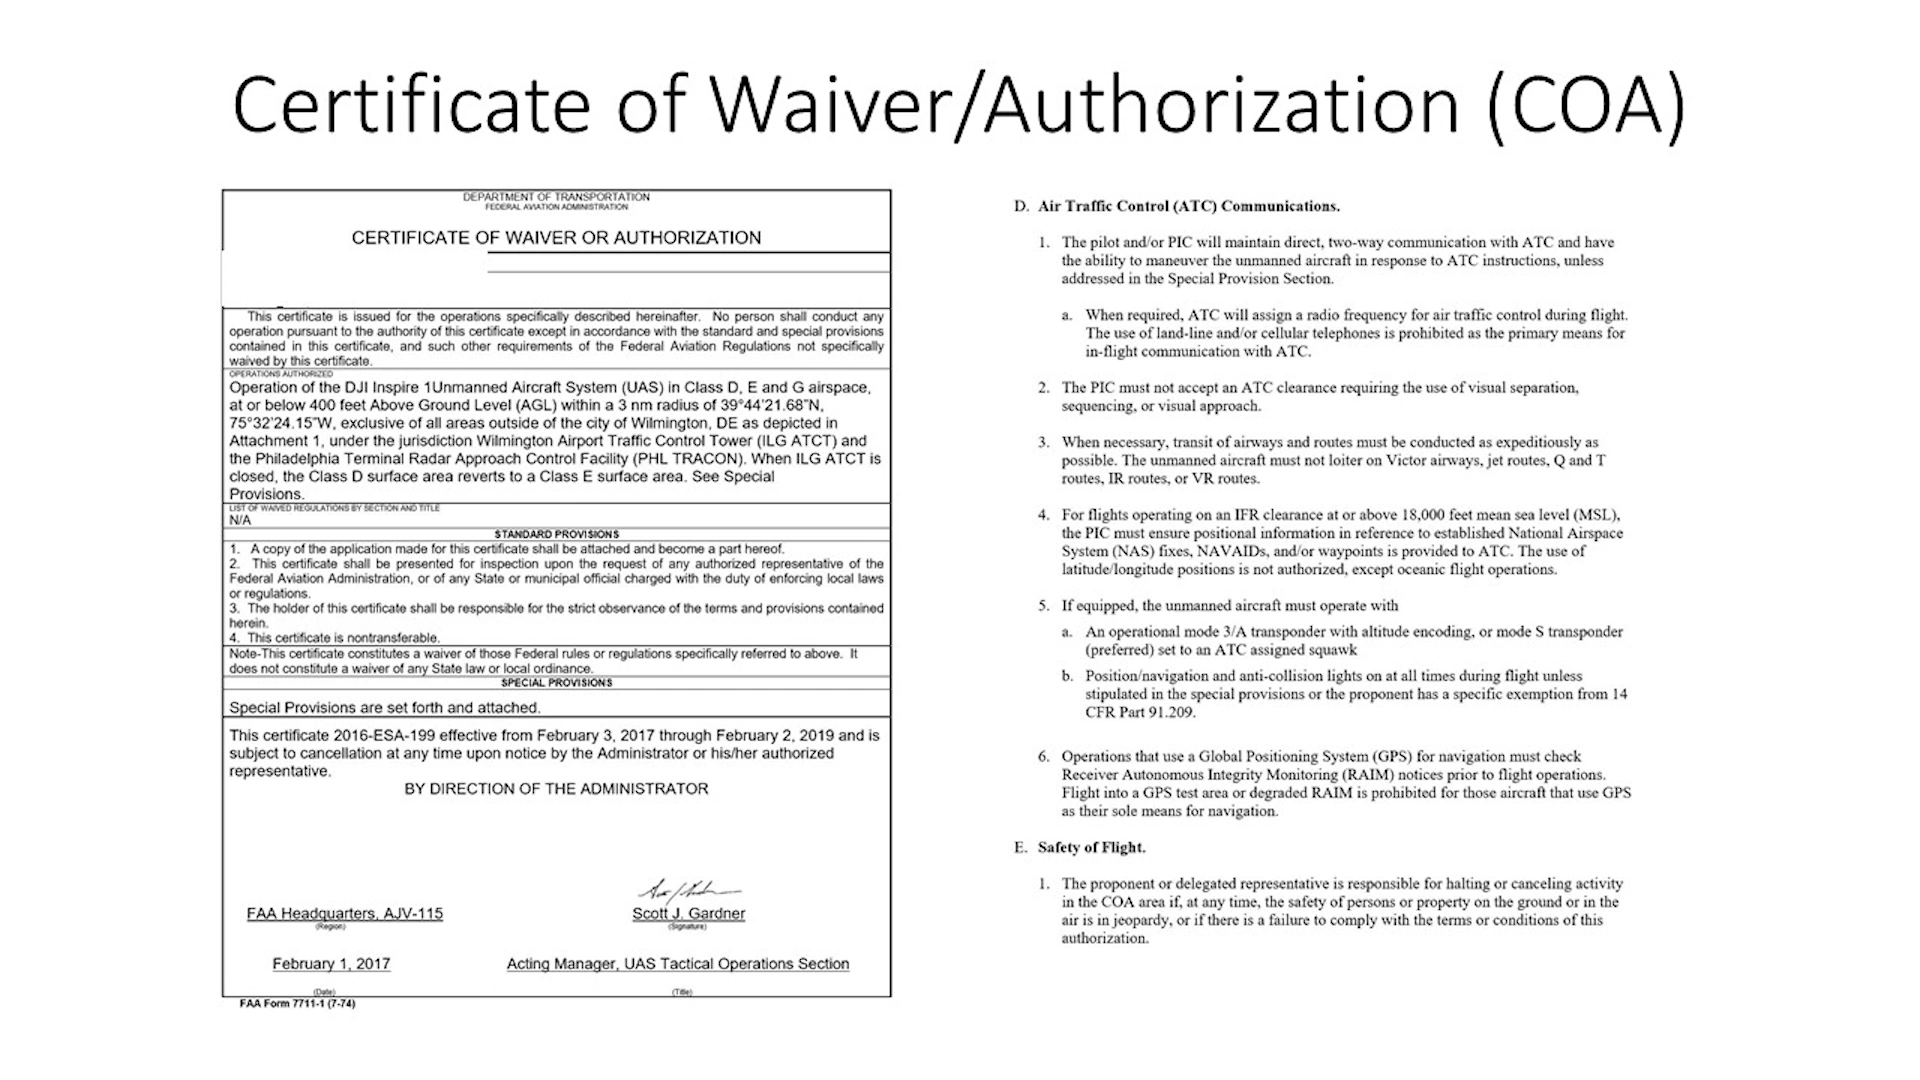 Certificate of Waiver/Authorization (COA)
DEPARTMENT OF TRANSPORTATION
FEDERAL AVIATION ADMINISTRATION
CERTIFICATE OF WAIVER OR AUTHORIZATION
This certificate is issued for the operations specifically described hereinafter. No person shall conduct any
operation pursuant to the authority of this certificate except in accordance with the standard and special provisions
contained in this certificate, and such other requirements of the Federal Aviation Regulations not specifically
waived by this certificate.
OPERATIONS AUTHORIZED
Operation of the DJI Inspire 1Unmanned Aircraft System (UAS) in Class D, E and G airspace,
at or below 400 feet Above Ground Level (AGL) within a 3 nm radius of 39°44'21.68"N,
75°32'24.15"W, exclusive of all areas outside of the city of Wilmington, DE as depicted in
Attachment 1, under the jurisdiction Wilmington Airport Traffic Control Tower (ILG ATCT) and
the Philadelphia Terminal Radar Approach Control Facility (PHL TRACON). When ILG ATCT is
closed, the Class D surface area reverts to a Class E surface area. See Special
Provisions.
LIST OF WAIVED REGULATIONS BY SECTION AND TITLE
N/A
STANDARD PROVISIONS
1. A copy of the application made for this certificate shall be attached and become a part hereof.
2. This certificate shall be presented for inspection upon the request of any authorized representative of the
Federal Aviation Administration, or of any State or municipal official charged with the duty of enforcing local laws
or regulations.
3. The holder of this certificate shall be responsible for the strict observance of the terms and provisions contained
herein.
4. This certificate is nontransferable.
Note-This certificate constitutes a waiver of those Federal rules or regulations specifically referred to above. It
does not constitute a waiver of any State law or local ordinance.
SPECIAL PROVISIONS
Special Provisions are set forth and attached.
This certificate 2016-ESA-199 effective from February 3, 2017 through February 2, 2019 and is
subject to cancellation at any time upon notice by the Administrator or his/her authorized
representative.
BY DIRECTION OF THE ADMINISTRATOR
FAA Headquarters, AJV-115
(Region)
Scott J. Gardner
(Signature)
February 1, 2017
(Date)
Acting Manager, UAS Tactical Operations Section
(Title)
FAA Form 7711-1 (7-74)
D. Air Traffic Control (ATC) Communications.
1. The pilot and/or PIC will maintain direct, two-way communication with ATC and have
the ability to maneuver the unmanned aircraft in response to ATC instructions, unless
addressed in the Special Provision Section.
a. When required, ATC will assign a radio frequency for air traffic control during flight.
The use of land-line and/or cellular telephones is prohibited as the primary means for
in-flight communication with ATC.
2. The PIC must not accept an ATC clearance requiring the use of visual separation,
sequencing, or visual approach.
3. When necessary, transit of airways and routes must be conducted as expeditiously as
possible. The unmanned aircraft must not loiter on Victor airways, jet routes, Q and T
routes, IR routes, or VR routes.
4. For flights operating on an IFR clearance at or above 18,000 feet mean sea level (MSL),
the PIC must ensure positional information in reference to established National Airspace
System (NAS) fixes, NAVAIDs, and/or waypoints is provided to ATC. The use of
latitude/longitude positions is not authorized, except oceanic flight operations.
5. If equipped, the unmanned aircraft must operate with
a. An operational mode 3/A transponder with altitude encoding, or mode S transponder
(preferred) set to an ATC assigned squawk
b. Position/navigation and anti-collision lights on at all times during flight unless
stipulated in the special provisions or the proponent has a specific exemption from 14
CFR Part 91.209.
6. Operations that use a Global Positioning System (GPS) for navigation must check
Receiver Autonomous Integrity Monitoring (RAIM) notices prior to flight operations.
Flight into a GPS test area or degraded RAIM is prohibited for those aircraft that use GPS
as their sole means for navigation.
E. Safety of Flight.
1. The proponent or delegated representative is responsible for halting or canceling activity
in the COA area if, at any time, the safety of persons or property on the ground or in the
air is in jeopardy, or if there is a failure to comply with the terms or conditions of this
authorization.